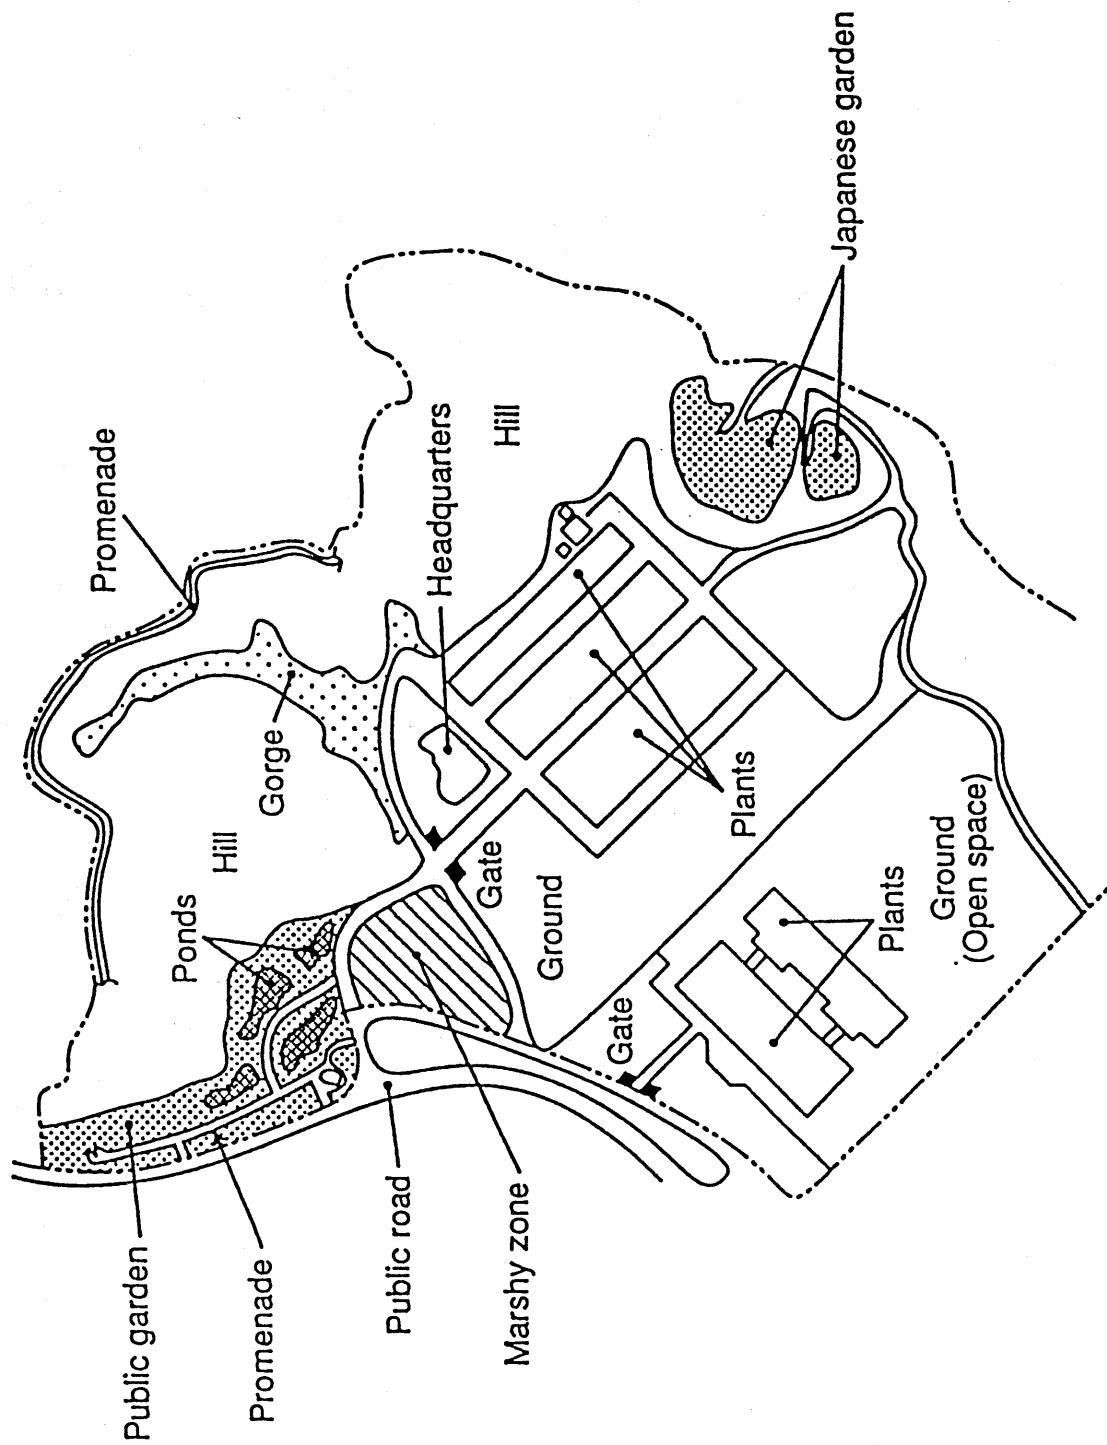 Promenade
Japanese garden
Hill
Headquarters
Gorge
Hill
Ponds
Plants
Gate
Ground
Ground
(Open space)
Plants
Gate
Public garden
Promenade
Public road
Marshy zone